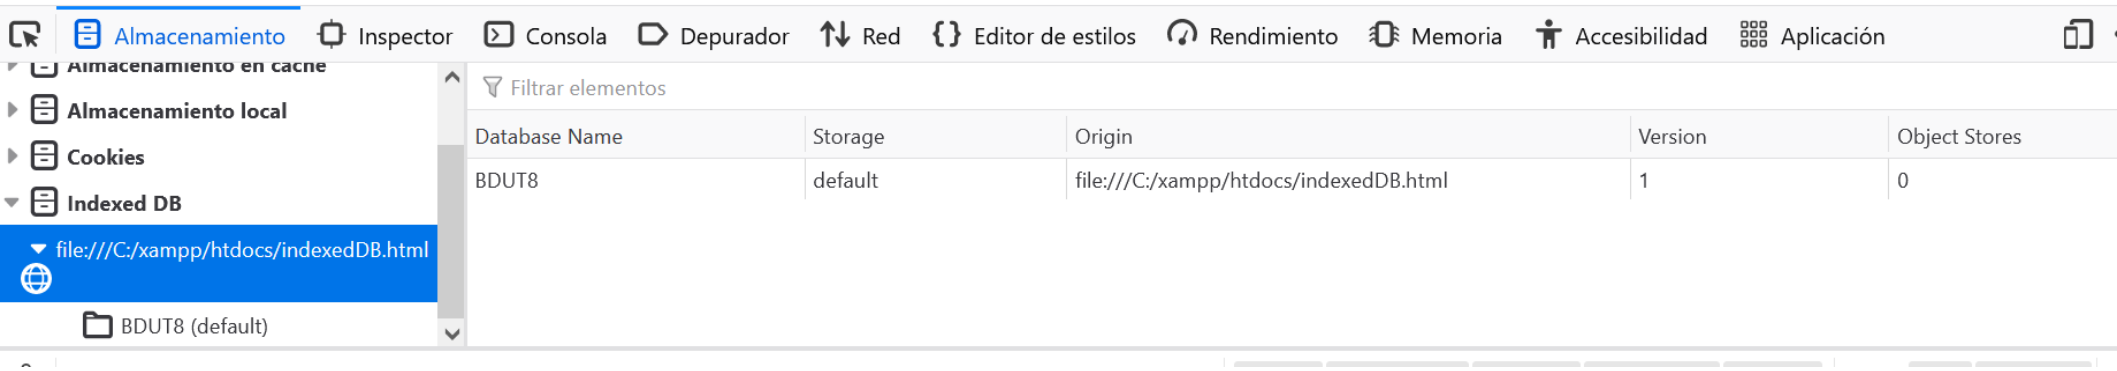 Almacenamiento Inspector Consola Depurador Red Editor de estilos Rendimiento Memoria Accesibilidad Aplicación
Almacenamiento en caché
Almacenamiento local
Cookies
Indexed DB
file:///C:/xampp/htdocs/indexedDB.html
BDUT8 (default)
Filtrar elementos
Database Name Storage Origin Version Object Stores
BDUT8 default file:///C:/xampp/htdocs/indexedDB.html 1 0